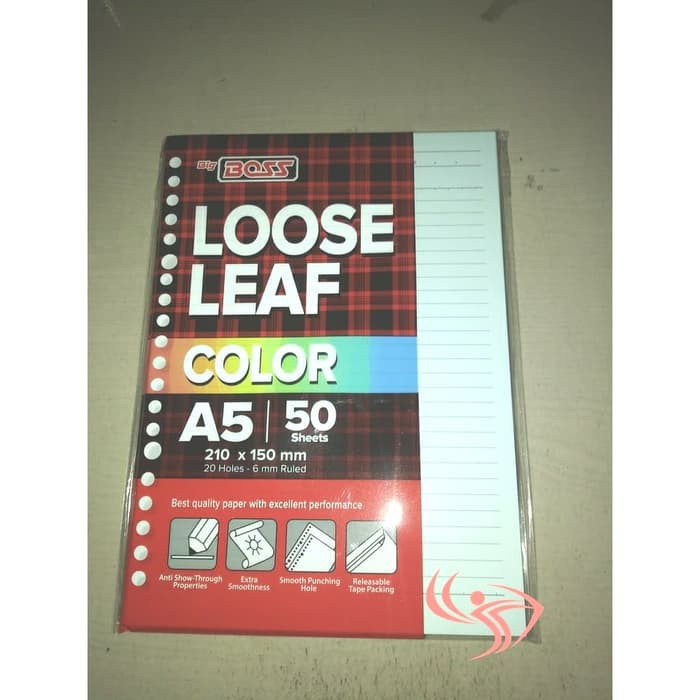 Big BOSS
LOOSE
LEAF
COLOR
A5 | 50 Sheets
210 x 150 mm
20 Holes - 6 mm Ruled
Best quality paper with excellent performance
Anti Show-Through Properties
Extra Smoothness
Smooth Punching Hole
Releasable Tape Packing